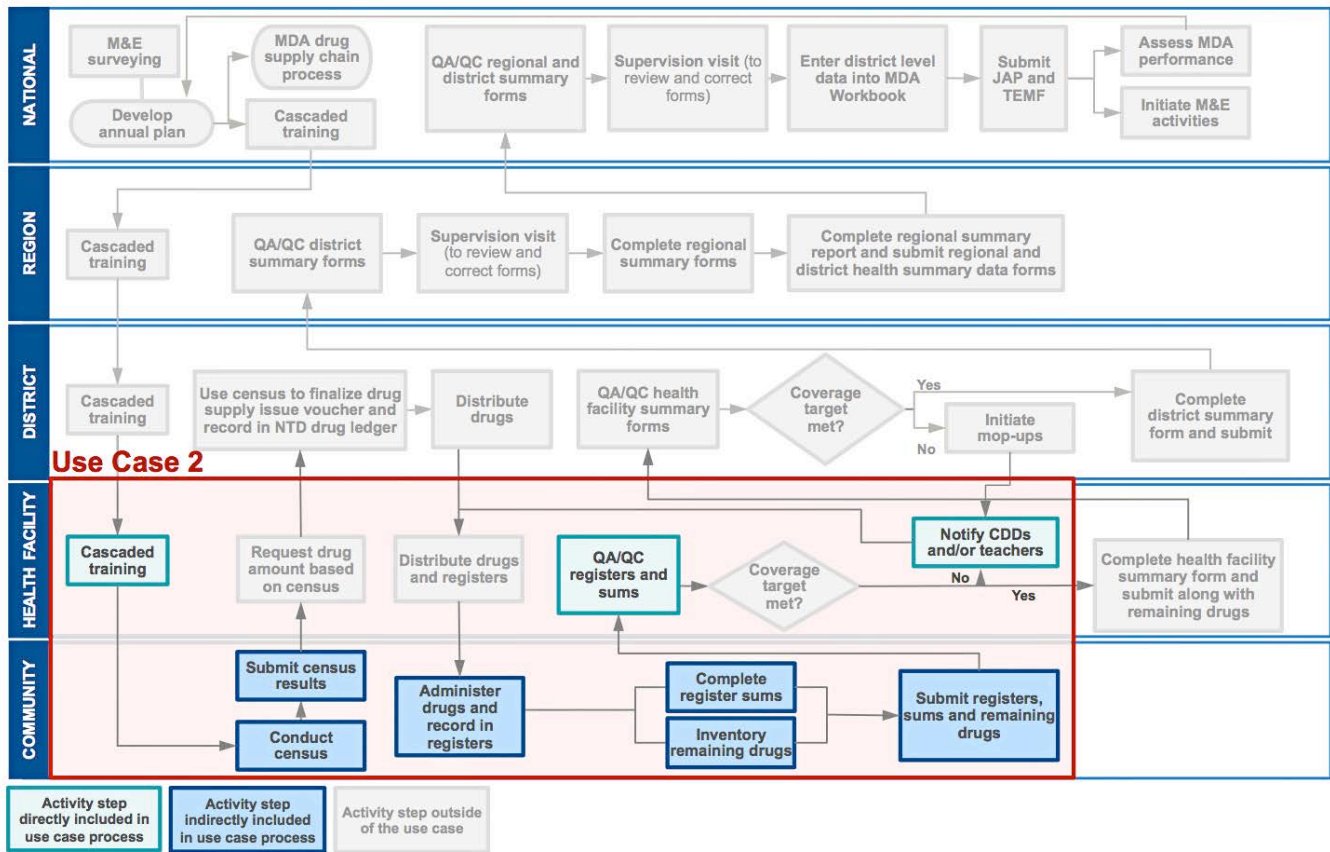 NATIONAL
M&E
surveying
Develop
annual plan
MDA drug
supply chain
process
Cascaded
training
QA/QC regional and
district summary
forms
Supervision visit (to
review and correct
forms)
Enter district level
data into MDA
Workbook
Submit
JAP and
TEMF
Assess MDA
performance
Initiate M&E
activities
REGION
Cascaded
training
QA/QC district
summary forms
Supervision visit
(to review and
correct forms)
Complete regional
summary forms
Complete regional summary
report and submit regional and
district health summary data forms
DISTRICT
Cascaded
training
Use census to finalize drug
supply issue voucher and
record in NTD drug ledger
Distribute
drugs
QA/QC health
facility summary
forms
Coverage
target
met?
Yes
No
Initiate
mop-ups
Complete
district summary
form and submit
Use Case 2
HEALTH FACILITY
Cascaded
training
Request drug
amount based
on census
Distribute drugs
and registers
QA/QC
registers and
sums
Coverage
target
met?
Notify CDDs
and/or teachers
No
Yes
Complete health facility
summary form and
submit along with
remaining drugs
COMMUNITY
Submit census
results
Conduct
census
Administer
drugs and
record in
registers
Complete
register sums
Inventory
remaining drugs
Submit registers,
sums and remaining
drugs
Activity step
directly included in
use case process
Activity step
indirectly included
in use case process
Activity step outside
of the use case